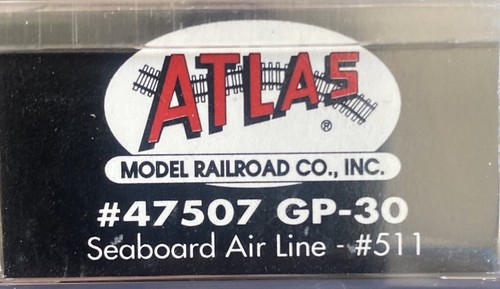 ATLAS
®
MODEL RAILROAD CO., INC.
#47507 GP-30
Seaboard Air Line - #511